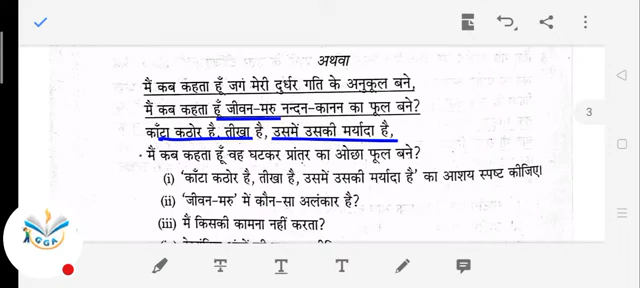 अथवा
मैं कब कहता हूँ जग मेरी दुर्धर गति के अनुकूल बने,
मैं कब कहता हूँ जीवन-मरु नन्दन-कानन का फूल बने?
काँटा कठोर है, तीखा है, उसमें उसकी मर्यादा है,
मैं कब कहता हूँ वह घटकर प्रांतर का ओछा फूल बने?
(i) ‘काँटा कठोर है, तीखा है, उसमें उसकी मर्यादा है’ का आशय स्पष्ट कीजिए।
(ii) ‘जीवन-मरु’ में कौन-सा अलंकार है?
(iii) मैं किसकी कामना नहीं करता?
3
GGA
T T T